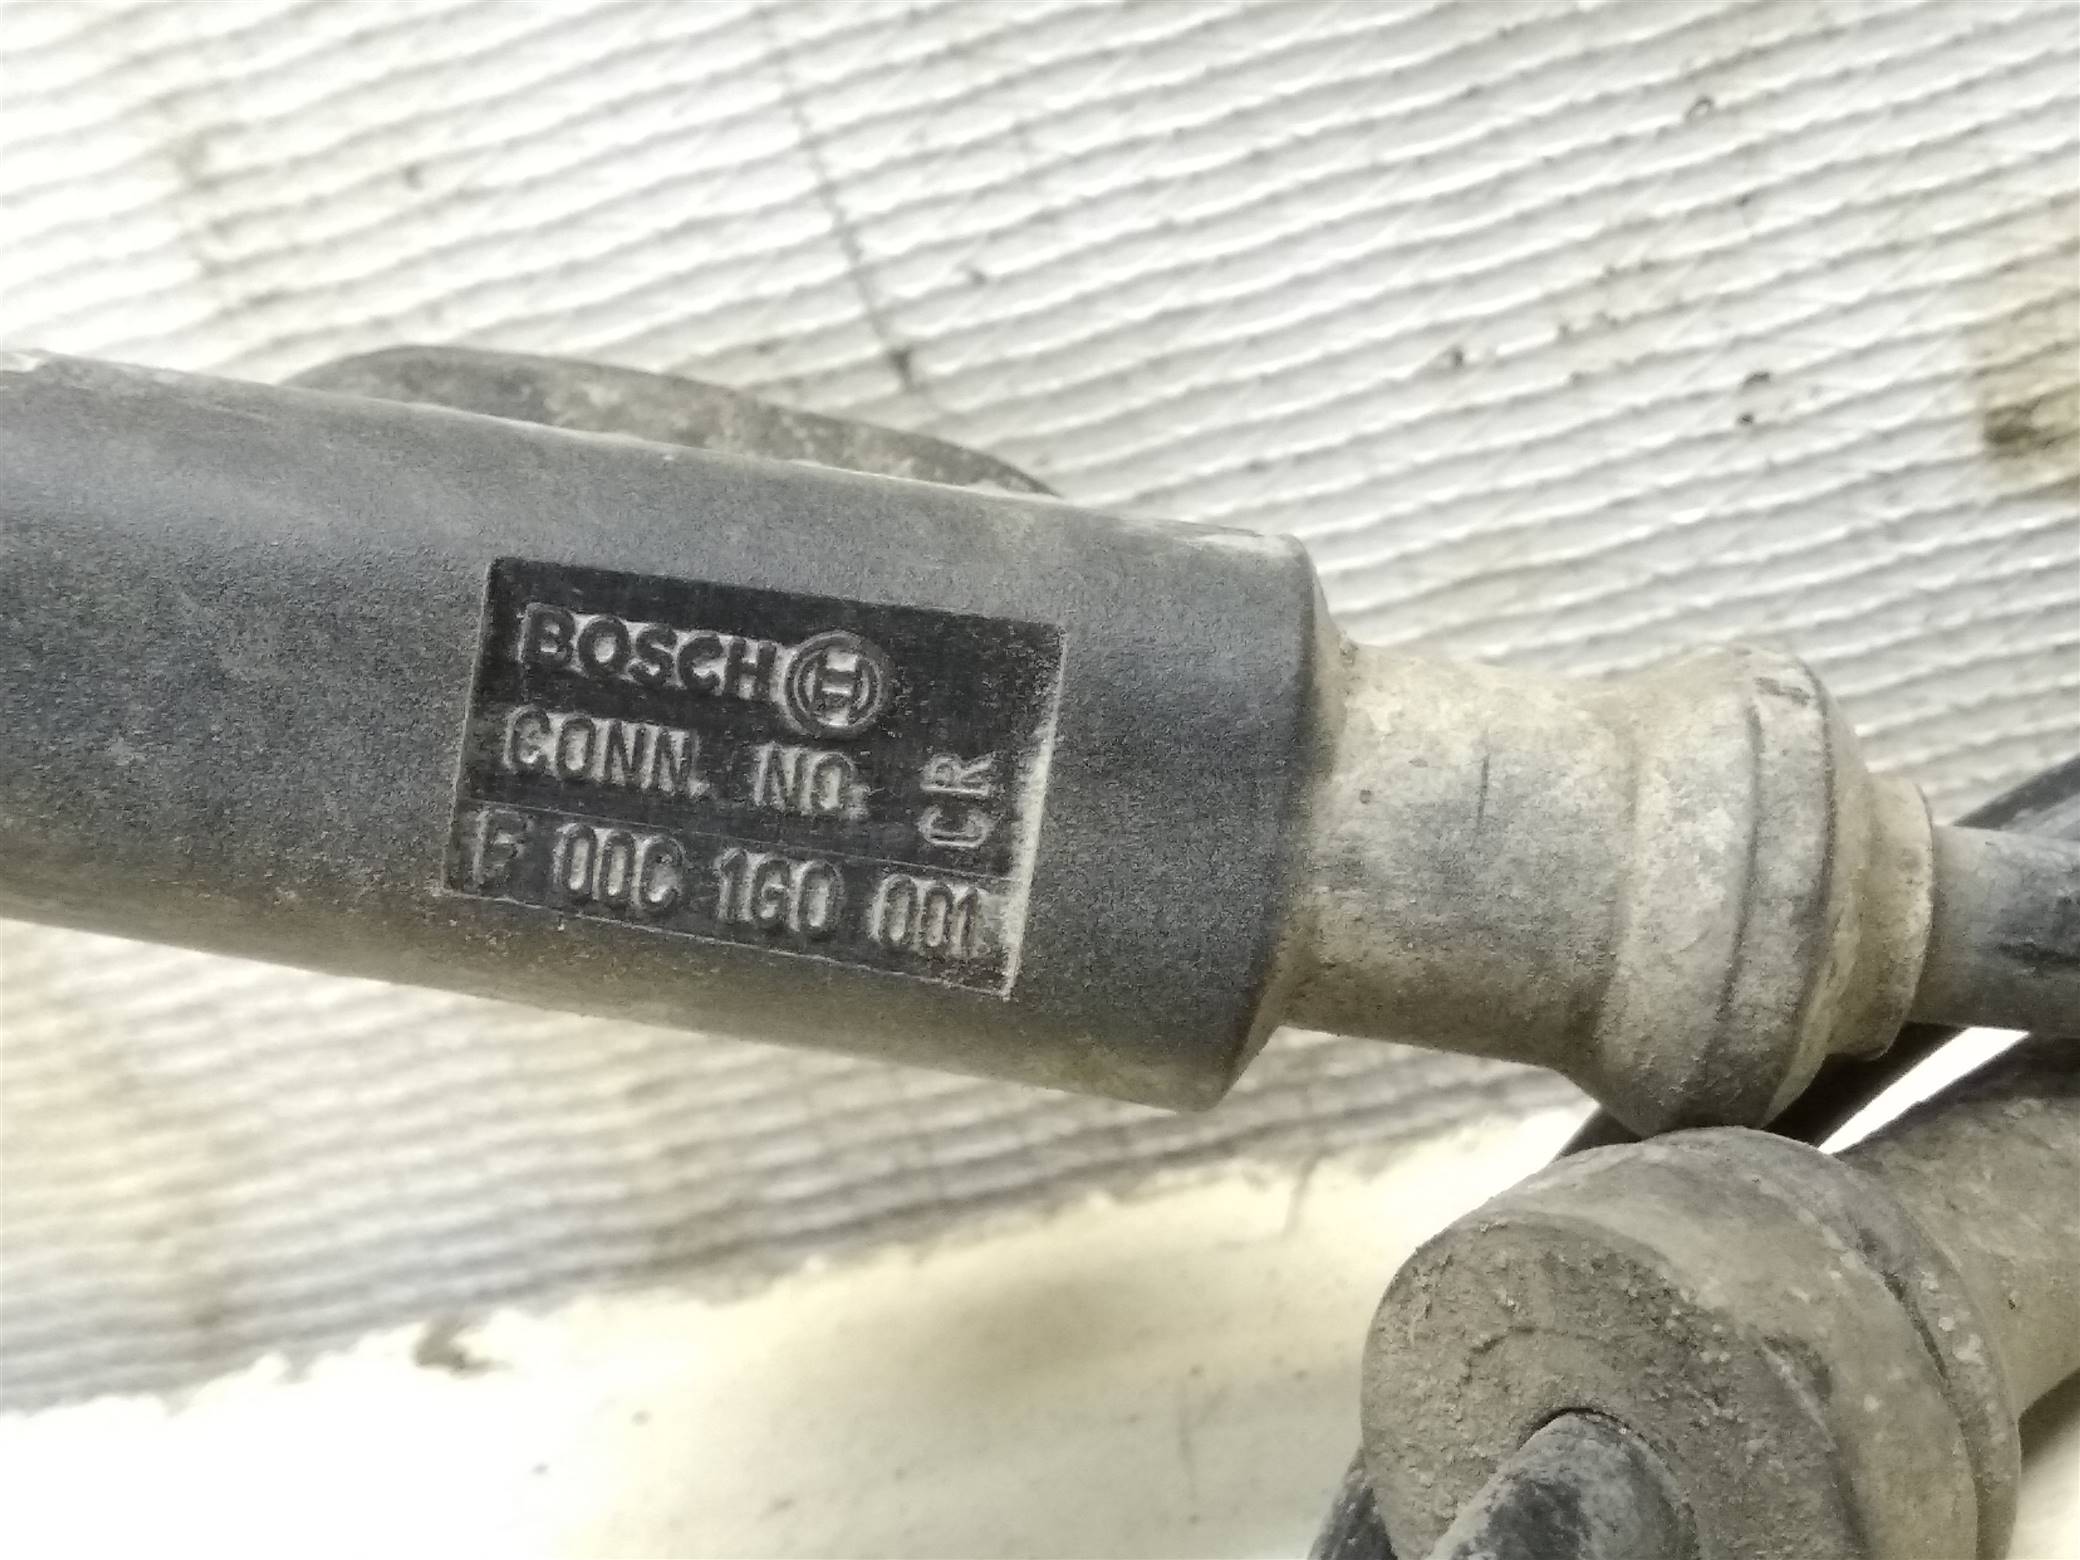 BOSCH
CONN. NO.
CR
F 00C 1G0 001